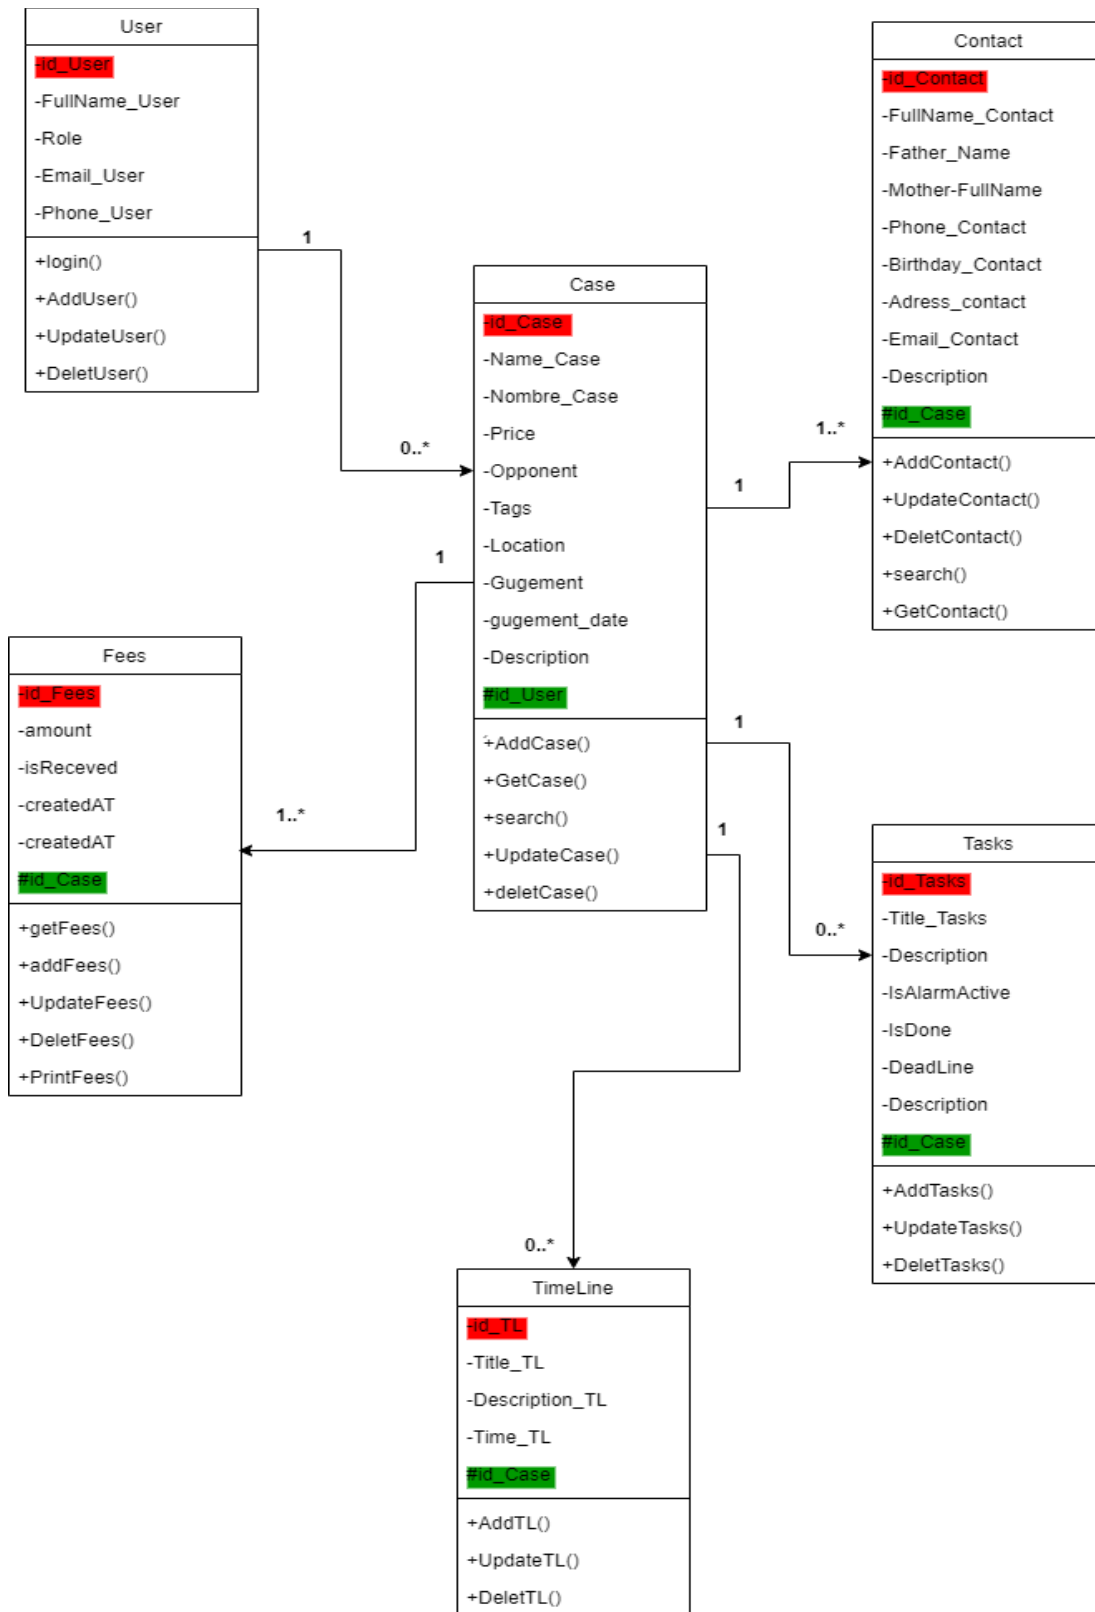 User
-id_User
-FullName_User
-Role
-Email_User
-Phone_User
+login()
+AddUser()
+UpdateUser()
+DeletUser()
1
0..*
Contact
-id_Contact
-FullName_Contact
-Father_Name
-Mother-FullName
-Phone_Contact
-Birthday_Contact
-Adress_contact
-Email_Contact
-Description
#id_Case
+AddContact()
+UpdateContact()
+DeletContact()
+search()
+GetContact()
1..*
1
Case
-id_Case
-Name_Case
-Nombre_Case
-Price
-Opponent
-Tags
-Location
-Gugement
-gugement_date
-Description
#id_User
+AddCase()
+GetCase()
+search()
+UpdateCase()
+deletCase()
1
1..*
Fees
-id_Fees
-amount
-isReceved
-createdAT
-createdAT
#id_Case
+getFees()
+addFees()
+UpdateFees()
+DeletFees()
+PrintFees()
1
0..*
Tasks
-id_Tasks
-Title_Tasks
-Description
-IsAlarmActive
-IsDone
-DeadLine
-Description
#id_Case
+AddTasks()
+UpdateTasks()
+DeletTasks()
1
0..*
TimeLine
-id_TL
-Title_TL
-Description_TL
-Time_TL
#id_Case
+AddTL()
+UpdateTL()
+DeletTL()